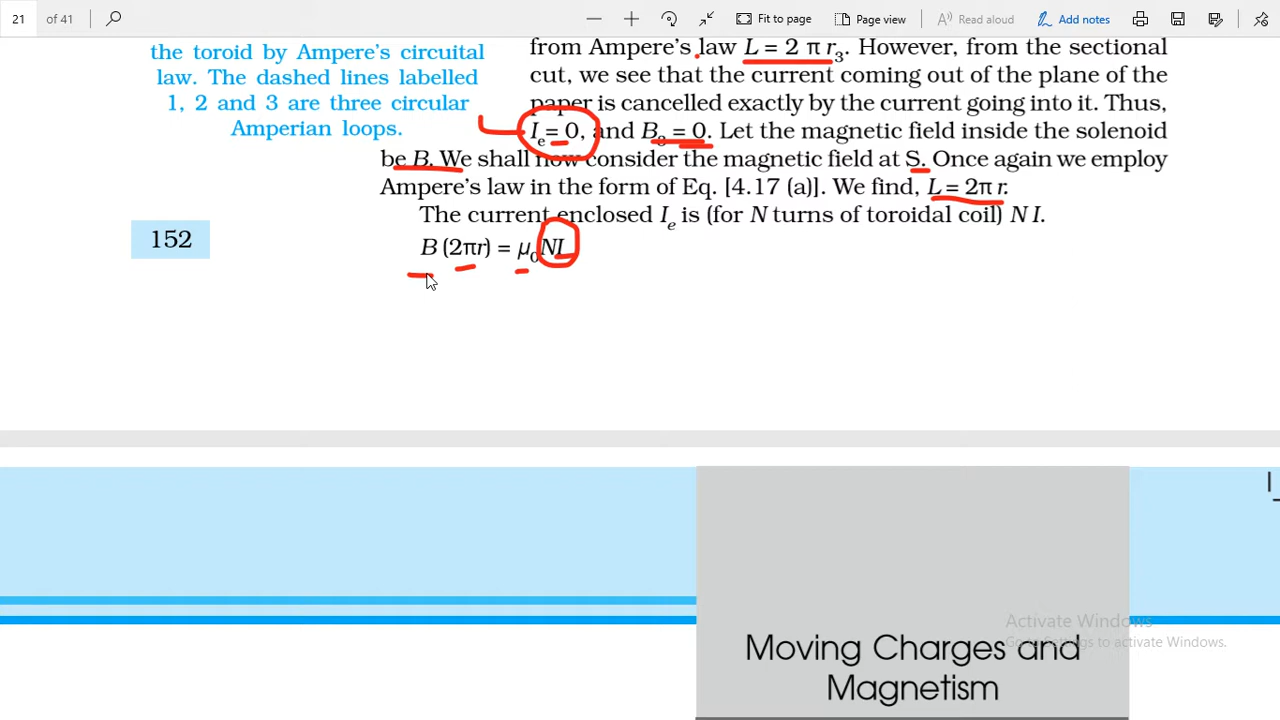 21 of 41
Fit to page
Page view
Read aloud
Add notes
the toroid by Ampere's circuital
law. The dashed lines labelled
1, 2 and 3 are three circular
Amperian loops.
from Ampere's law L = 2 π r₃. However, from the sectional
cut, we see that the current coming out of the plane of the
paper is cancelled exactly by the current going into it. Thus,
Iₑ = 0, and B₃ = 0. Let the magnetic field inside the solenoid
be B. We shall now consider the magnetic field at S. Once again we employ
Ampere's law in the form of Eq. [4.17 (a)]. We find, L = 2π r.
The current enclosed Iₑ is (for N turns of toroidal coil) N I.
B (2πr) = μ₀NI
152
Activate Windows
Go to Settings to activate Windows.
Moving Charges and
Magnetism